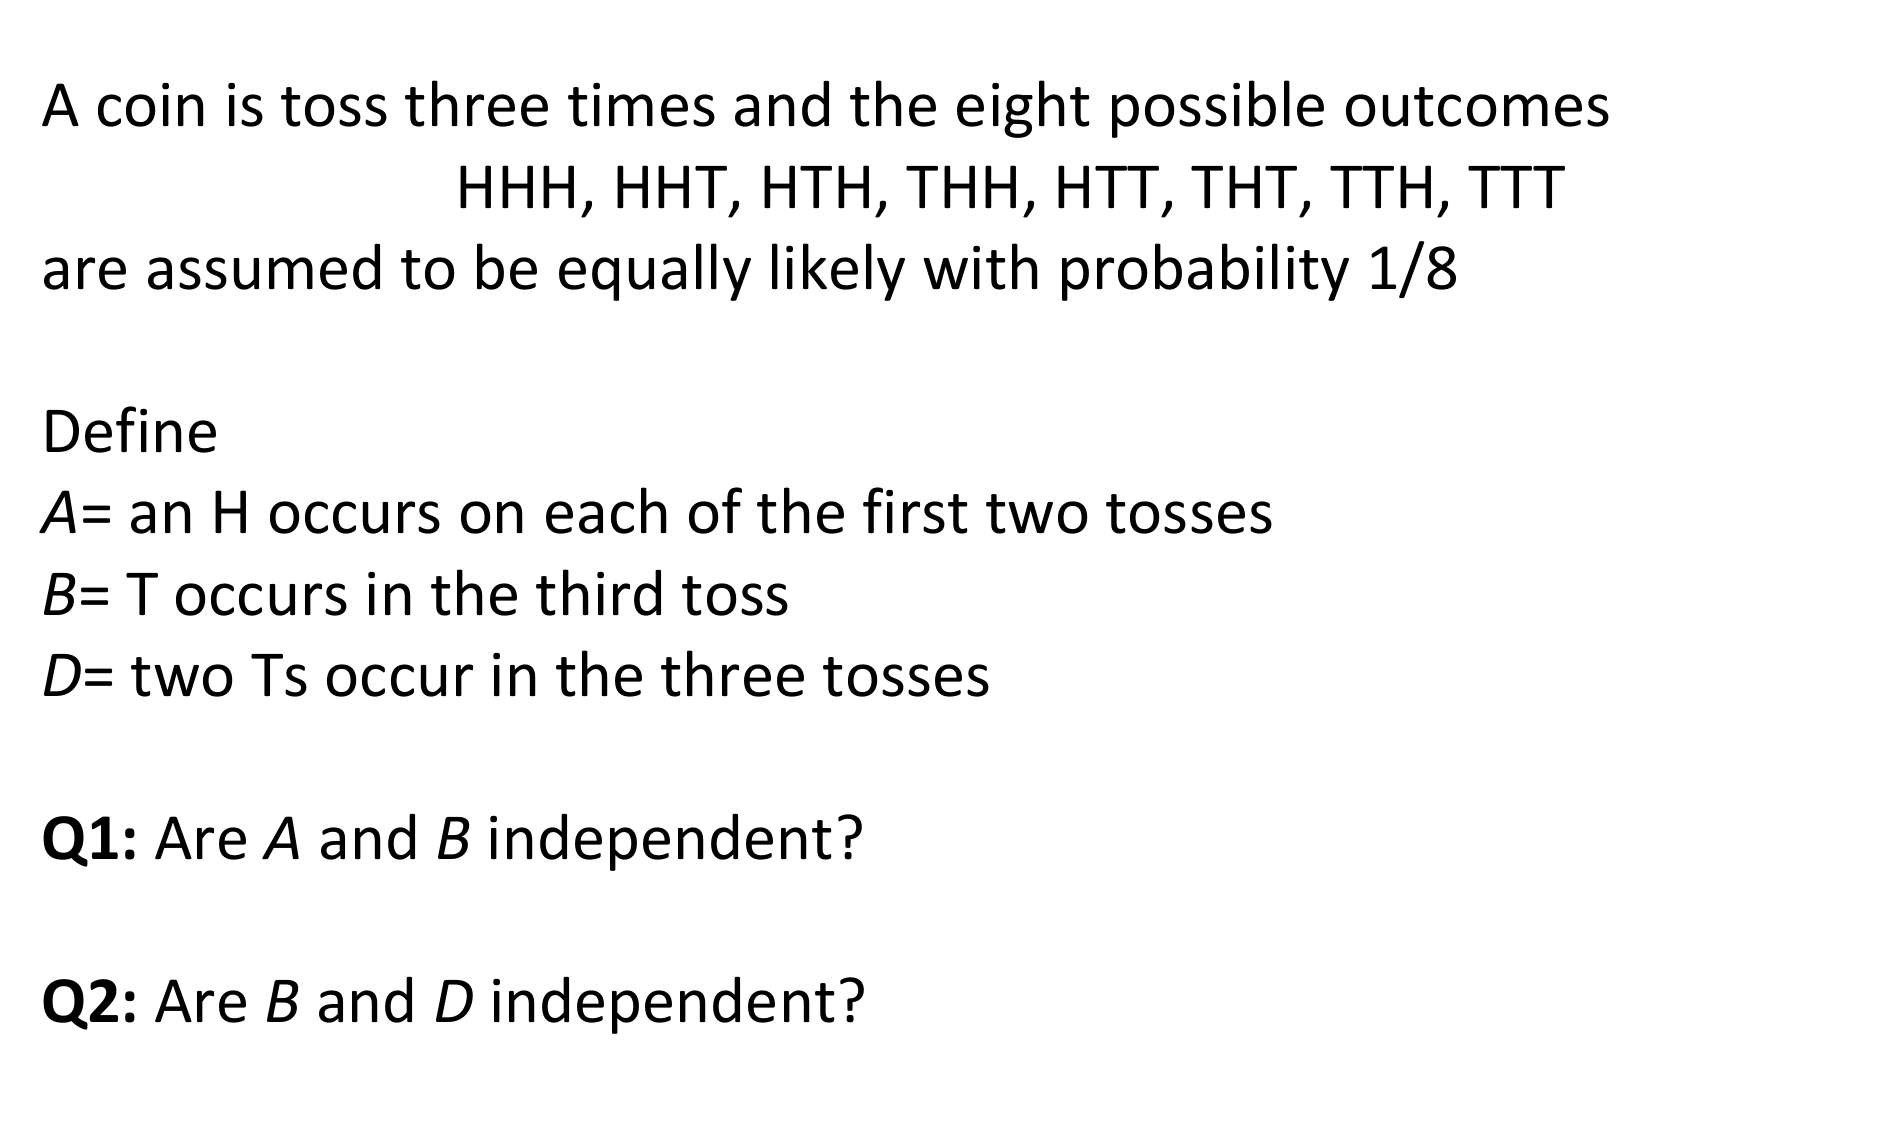 A coin is toss three times and the eight possible outcomes
HHH, HHT, HTH, THH, HTT, THT, TTH, TTT
are assumed to be equally likely with probability 1/8
Define
A= an H occurs on each of the first two tosses
B= T occurs in the third toss
D= two Ts occur in the three tosses
Q1: Are A and B independent?
Q2: Are B and D independent?